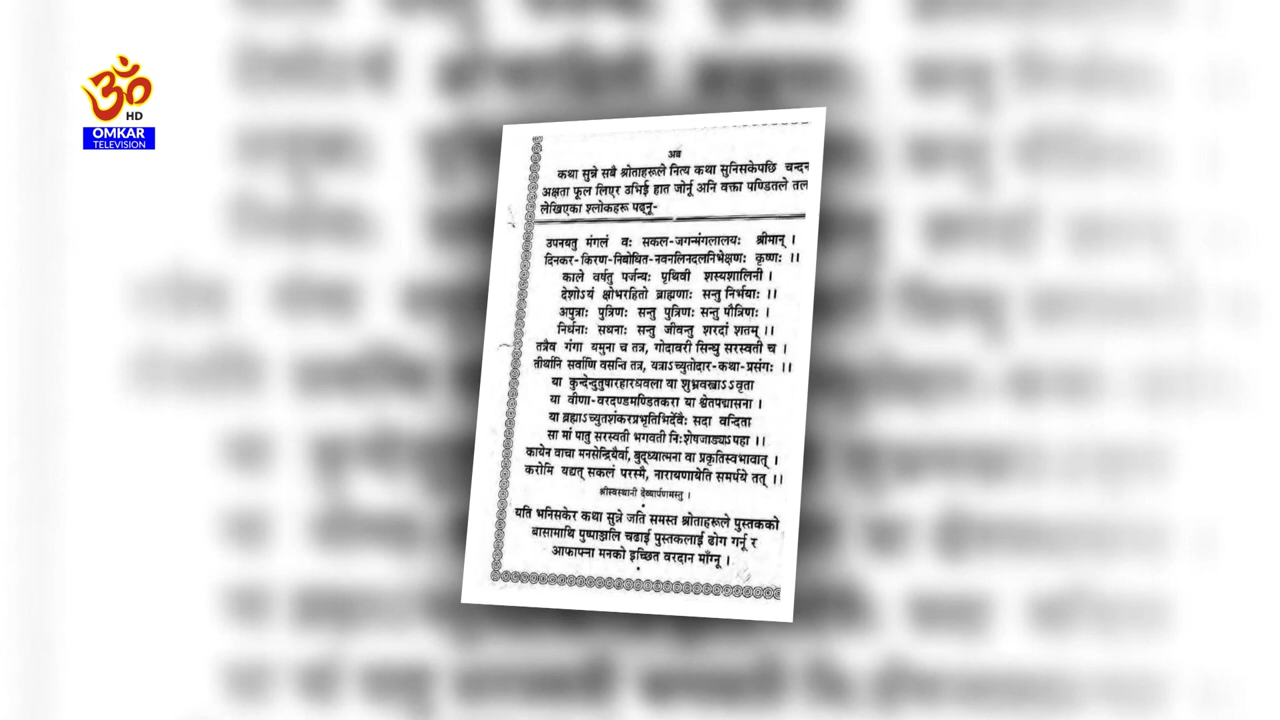 ॐ
HD
OMKAR
TELEVISION
अब
कथा सुन्ने सबै श्रोताहरूले नित्य कथा सुनिसकेपछि चन्दन
अक्षता फूल लिएर उभिई हात जोर्नू अनि वक्ता पण्डितले तल
लेखिएका श्लोकहरू पढ्नू-
उपनयतु मंगलं वः सकल-जगन्मंगलालयः श्रीमान् ।
दिनकर-किरण-निबोधित-नवनलिनदलनिभेक्षणः कृष्णः ।।
काले वर्षतु पर्जन्यः पृथिवी शस्यशालिनी ।
देशोऽयं क्षोभरहितो ब्राह्मणाः सन्तु निर्भयाः ।।
अपुत्राः पुत्रिणः सन्तु पुत्रिणः सन्तु पौत्रिणः ।
निर्धनाः सधनाः सन्तु जीवन्तु शरदां शतम् ।।
तत्रैव गंगा यमुना च तत्र, गोदावरी सिन्धु सरस्वती च ।
तीर्थानि सर्वाणि वसन्ति तत्र, यत्राऽच्युतोदार-कथा-प्रसंगः ।।
या कुन्देन्दुतुषारहारधवला या शुभ्रवस्त्राऽऽवृता
या वीणा-वरदण्डमण्डितकरा या श्वेतपद्मासना ।
या ब्रह्माऽच्युतशंकरप्रभृतिभिर्देवैः सदा वन्दिता
सा मां पातु सरस्वती भगवती निःशेषजाड्याऽपहा ।।
कायेन वाचा मनसेन्द्रियैर्वा, बुद्ध्यात्मना वा प्रकृतिस्वभावात् ।
करोमि यद्यत् सकलं परस्मै, नारायणायेति समर्पये तत् ।।
श्रीस्वस्थानी देव्यार्पणमस्तु ।
यति भनिसकेर कथा सुन्ने जति समस्त श्रोताहरूले पुस्तकको
बासामाथि पुष्पाञ्जलि चढाई पुस्तकलाई ढोग गर्नू र
आफाफ्ना मनको इच्छित वरदान माँग्नू ।